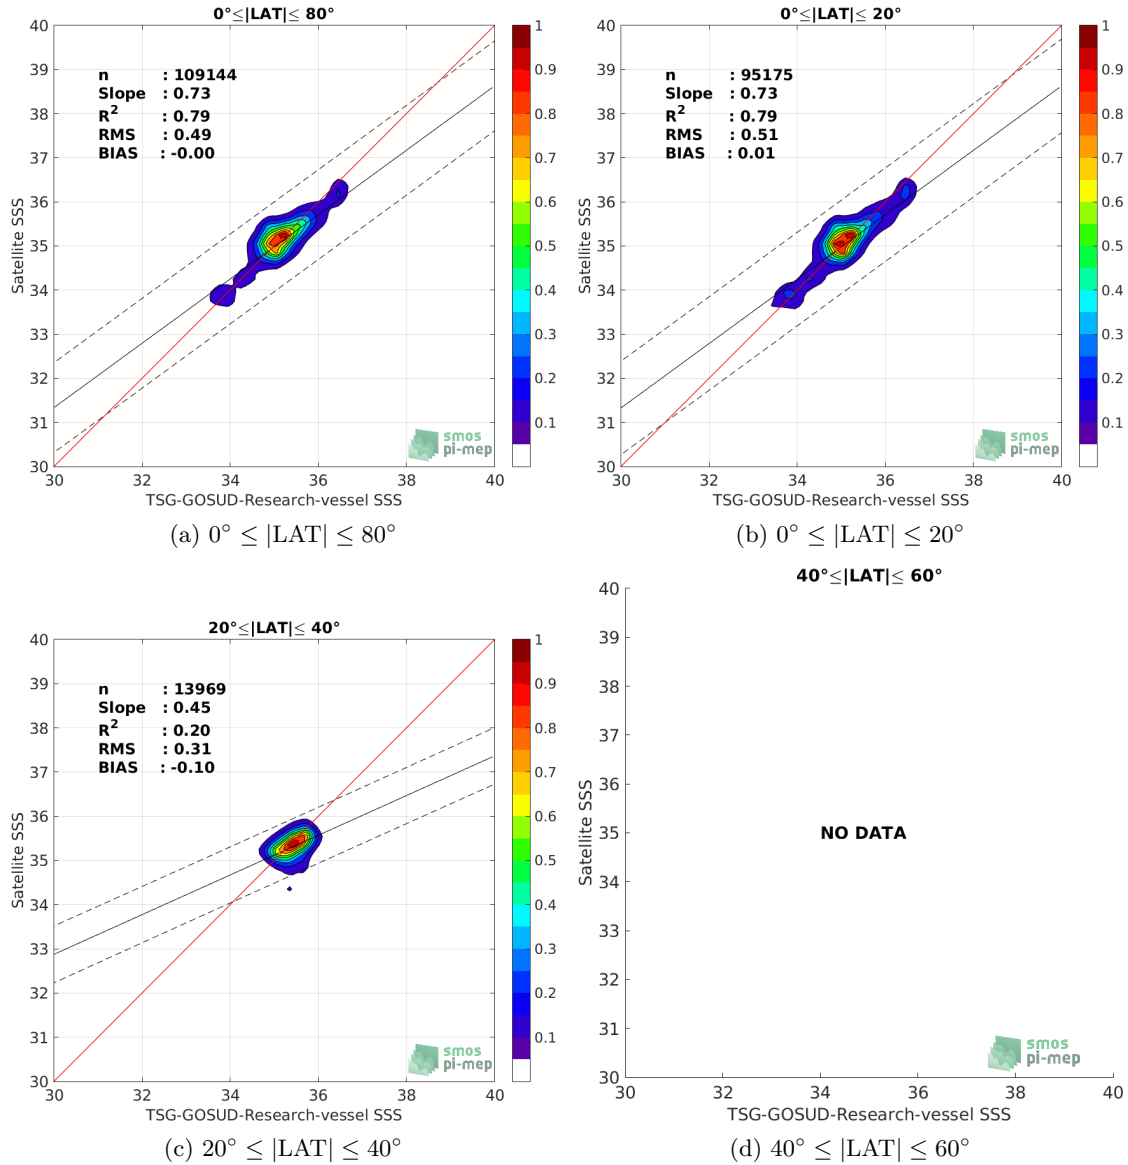 0°≤|LAT|≤ 80°
40
39
38
37
36
35
34
33
32
31
30
n : 109144
Slope : 0.73
R² : 0.79
RMS : 0.49
BIAS : -0.00
1
0.9
0.8
0.7
0.6
0.5
0.4
0.3
0.2
0.1
Satellite SSS
smos
pi-mep
30 32 34 36 38 40
TSG-GOSUD-Research-vessel SSS
(a) 0° ≤ |LAT| ≤ 80°
0°≤|LAT|≤ 20°
40
39
38
37
36
35
34
33
32
31
30
n : 95175
Slope : 0.73
R² : 0.79
RMS : 0.51
BIAS : 0.01
1
0.9
0.8
0.7
0.6
0.5
0.4
0.3
0.2
0.1
Satellite SSS
smos
pi-mep
30 32 34 36 38 40
TSG-GOSUD-Research-vessel SSS
(b) 0° ≤ |LAT| ≤ 20°
20°≤|LAT|≤ 40°
40
39
38
37
36
35
34
33
32
31
30
n : 13969
Slope : 0.45
R² : 0.20
RMS : 0.31
BIAS : -0.10
1
0.9
0.8
0.7
0.6
0.5
0.4
0.3
0.2
0.1
Satellite SSS
smos
pi-mep
30 32 34 36 38 40
TSG-GOSUD-Research-vessel SSS
(c) 20° ≤ |LAT| ≤ 40°
40°≤|LAT|≤ 60°
40
39
38
37
36
35
34
33
32
31
30
NO DATA
Satellite SSS
smos
pi-mep
30 32 34 36 38 40
TSG-GOSUD-Research-vessel SSS
(d) 40° ≤ |LAT| ≤ 60°